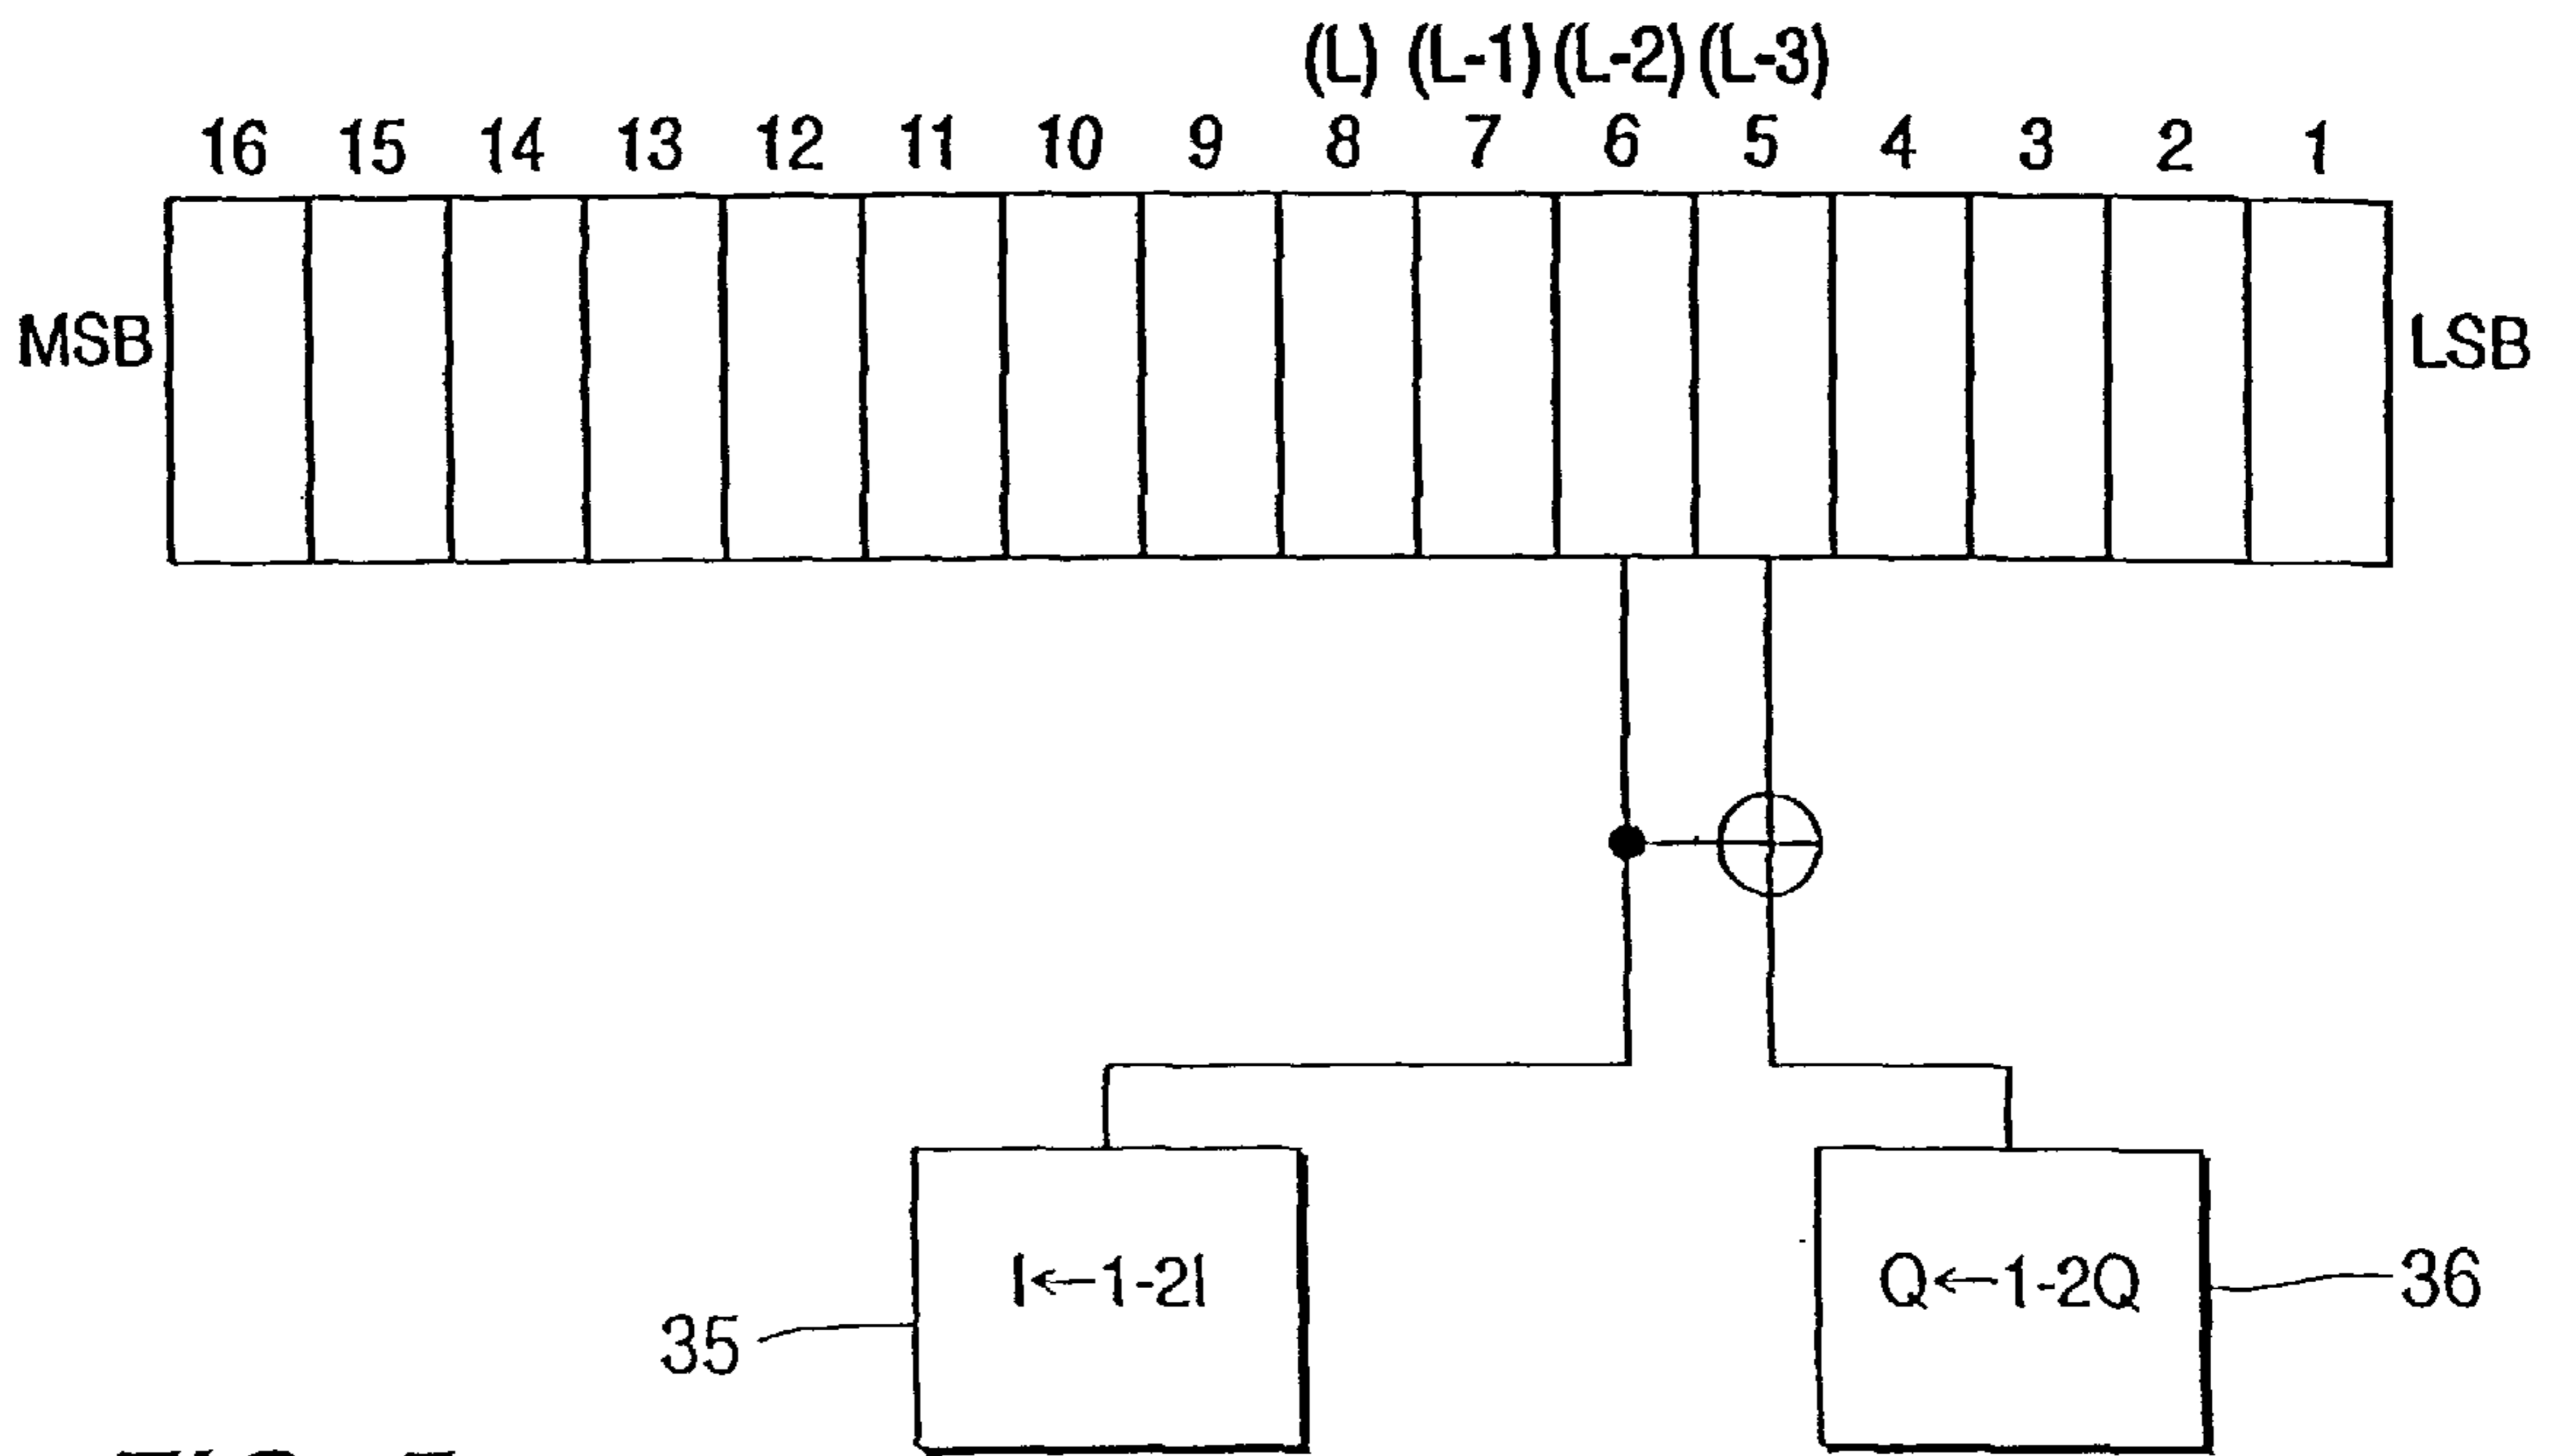 (L) (L-1) (L-2) (L-3)
16 15 14 13 12 11 10 9 8 7 6 5 4 3 2 1
MSB LSB
I←1-2I
Q←1-2Q
36
35